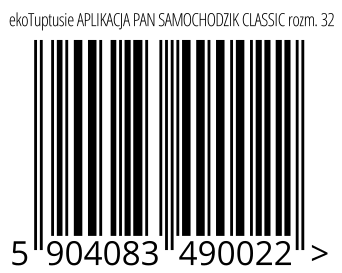 ekoTuptusie APLIKACJA PAN SAMOCHODZIK CLASSIC rozm. 32
5 904083 490022 >